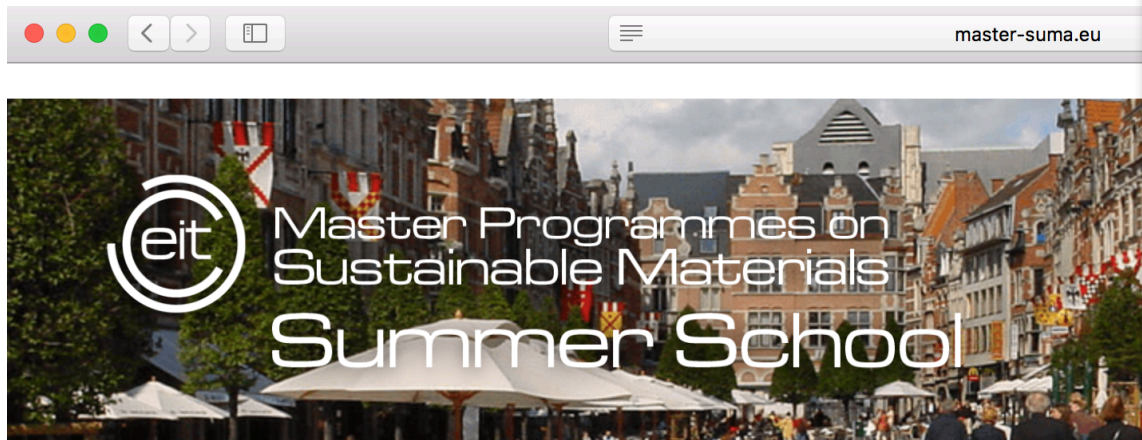 master-suma.eu
eit
Master Programmes on
Sustainable Materials
Summer School